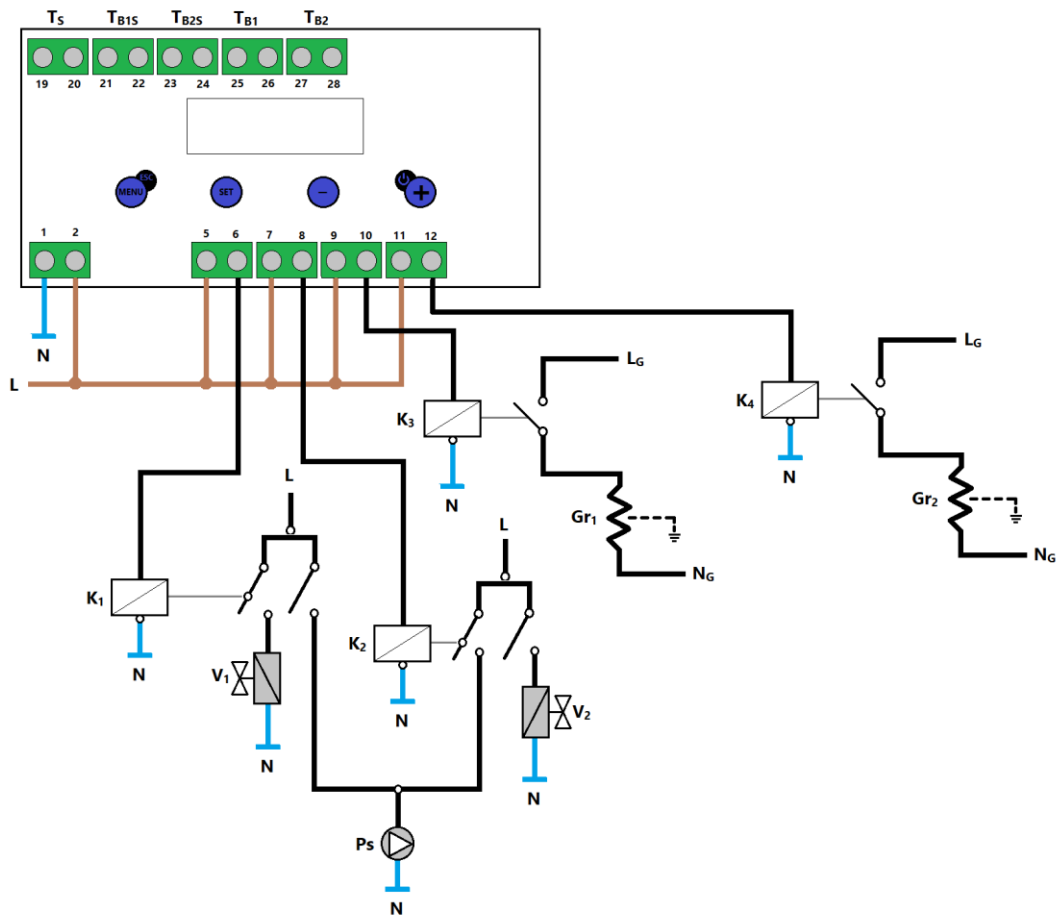 Ts TB1S TB2S TB1 TB2
19 20 21 22 23 24 25 26 27 28
MENU ESC SET - +
1 2 5 6 7 8 9 10 11 12
N
L
LG
LG
K3
K4
N
N
L
Gr1
Gr2
L
NG
NG
K1
K2
N
V1
N
V2
N
N
Ps
N